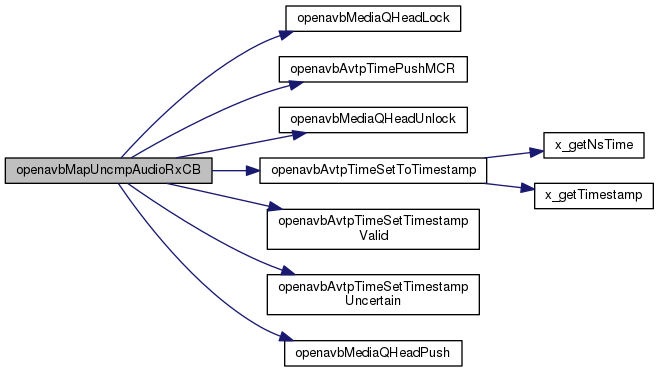 openavbMediaQHeadLock
openavbAvtpTimePushMCR
openavbMediaQHeadUnlock
x_getNsTime
openavbMapUncmpAudioRxCB
openavbAvtpTimeSetToTimestamp
x_getTimestamp
openavbAvtpTimeSetTimestamp
Valid
openavbAvtpTimeSetTimestamp
Uncertain
openavbMediaQHeadPush